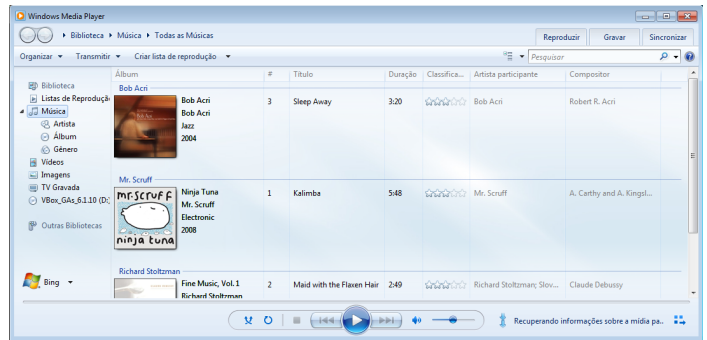 Windows Media Player
Biblioteca ▸ Música ▸ Todas as Músicas
Reproduzir Gravar Sincronizar
Organizar Transmitir Criar lista de reprodução Pesquisar
Álbum # Título Duração Classifica... Artista participante Compositor
Biblioteca
Listas de Reproduçã
Música
Artista
Álbum
Gênero
Vídeos
Imagens
TV Gravada
VBox_GAs_6.1.10 (D:)
Outras Bibliotecas
Bing
Bob Acri
Bob Acri 3 Sleep Away 3:20 Bob Acri Robert R. Acri
Bob Acri
Jazz
2004
Mr. Scruff
mr.scruff
ninja tuna
Ninja Tuna 1 Kalimba 5:48 Mr. Scruff A. Carthy and A. Kingsl...
Mr. Scruff
Electronic
2008
Richard Stoltzman
Fine Music, Vol. 1 2 Maid with the Flaxen Hair 2:49 Richard Stoltzman; Slov... Claude Debussy
Richard Stoltzman
Recuperando informações sobre a mídia pa..